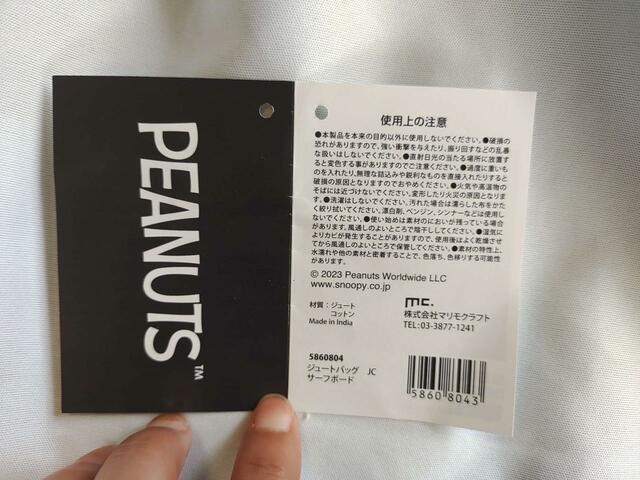 PEANUTS™
使用上の注意
●本製品を本来の目的以外に使用しないでください。●破損の
恐れがありますので、強い衝撃を与えたり、振り回すなどの乱暴
な扱いはしないでください。●直射日光の当たる場所に放置す
ると変色する事がありますのでご注意ください。●過度に重いも
のを入れたり、無理な詰込みや鋭利なものを直接入れたりすると
破損の原因となりますのでおやめください。●火気や高温物の
そばには近づけないでください。変形したり火災の原因となりま
す。●洗濯はしないでください。汚れた場合は濡らした布をかた
く絞り拭いてください。漂白剤、ベンジン、シンナーなどは使用し
ないでください。●使い始めは素材のにおいが残っている場合
があります。風通しのよいところで陰干ししてください。●湿気に
よりカビが発生することがありますので、使用後はよく乾燥させ
てから風通しのよいところで保管してください。●素材の特性上、
水濡れや他の素材と密着することで、色落ち、色移りする可能性
があります。
© 2023 Peanuts Worldwide LLC
www.snoopy.co.jp
材質：ジュート
コットン
Made in India
mc.
株式会社マリモクラフト
TEL:03-3877-1241
5860804
ジュートバッグ JC
サーフボード
58608043